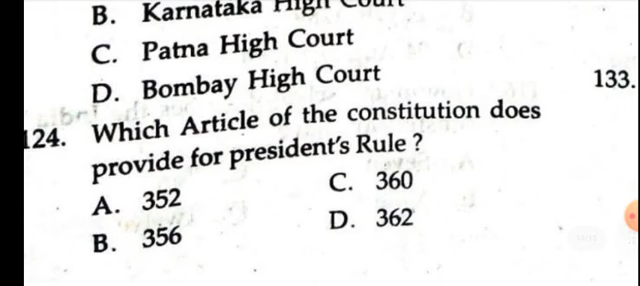 B. Karnataka High Court
C. Patna High Court
D. Bombay High Court
133.
124. Which Article of the constitution does
provide for president's Rule ?
A. 352
C. 360
B. 356
D. 362